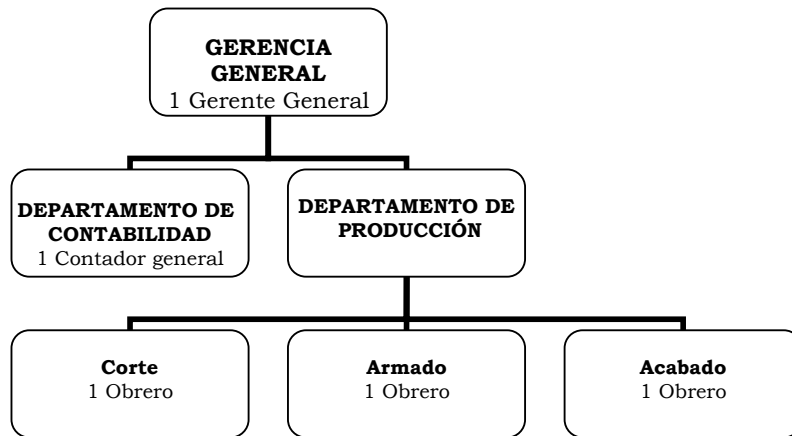 GERENCIA
GENERAL
1 Gerente General
DEPARTAMENTO DE
CONTABILIDAD
1 Contador general
DEPARTAMENTO DE
PRODUCCIÓN
Corte
1 Obrero
Armado
1 Obrero
Acabado
1 Obrero